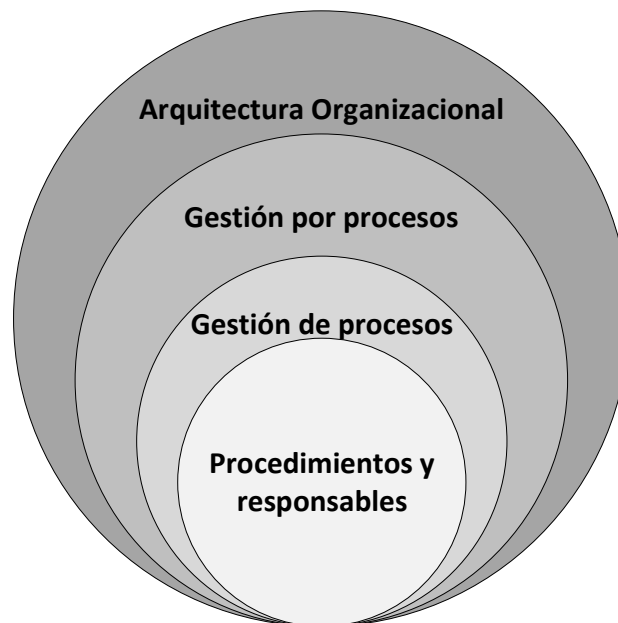 Arquitectura Organizacional
Gestión por procesos
Gestión de procesos
Procedimientos y
responsables